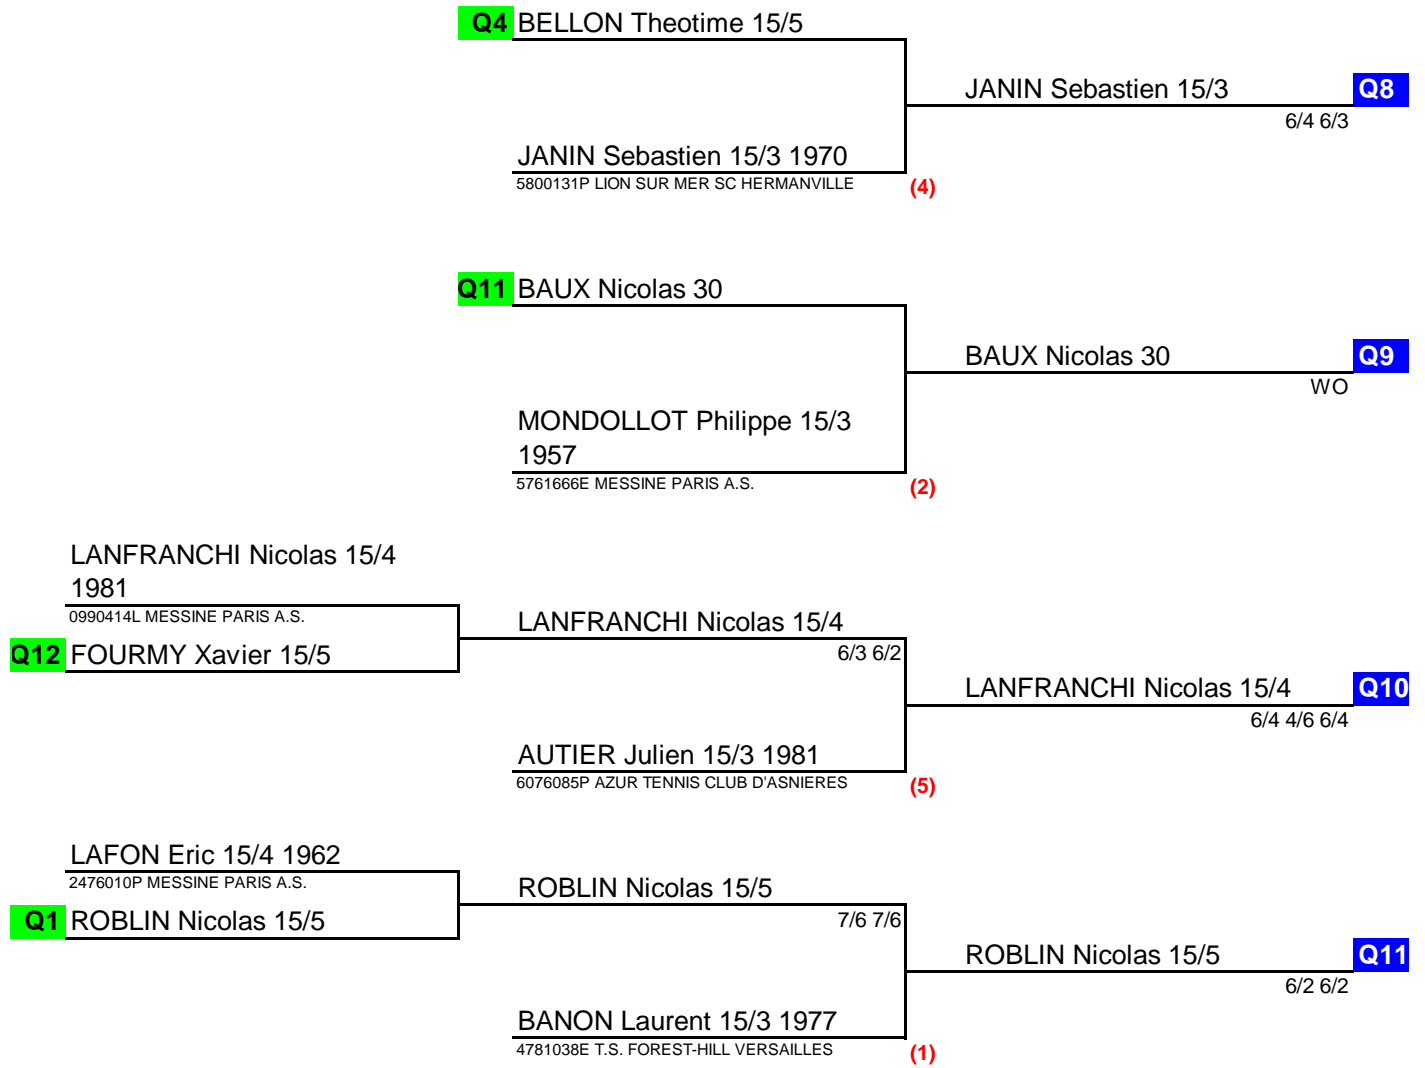 Q4 BELLON Theotime 15/5
JANIN Sebastien 15/3 Q8
6/4 6/3
JANIN Sebastien 15/3 1970
5800131P LION SUR MER SC HERMANVILLE (4)
Q11 BAUX Nicolas 30
BAUX Nicolas 30 Q9
WO
MONDOLLOT Philippe 15/3
1957
5761666E MESSINE PARIS A.S. (2)
LANFRANCHI Nicolas 15/4
1981
0990414L MESSINE PARIS A.S.
LANFRANCHI Nicolas 15/4
6/3 6/2
Q12 FOURMY Xavier 15/5
LANFRANCHI Nicolas 15/4 Q10
6/4 4/6 6/4
AUTIER Julien 15/3 1981
6076085P AZUR TENNIS CLUB D'ASNIERES (5)
LAFON Eric 15/4 1962
2476010P MESSINE PARIS A.S.
ROBLIN Nicolas 15/5
7/6 7/6
Q1 ROBLIN Nicolas 15/5
ROBLIN Nicolas 15/5 Q11
6/2 6/2
BANON Laurent 15/3 1977
4781038E T.S. FOREST-HILL VERSAILLES (1)